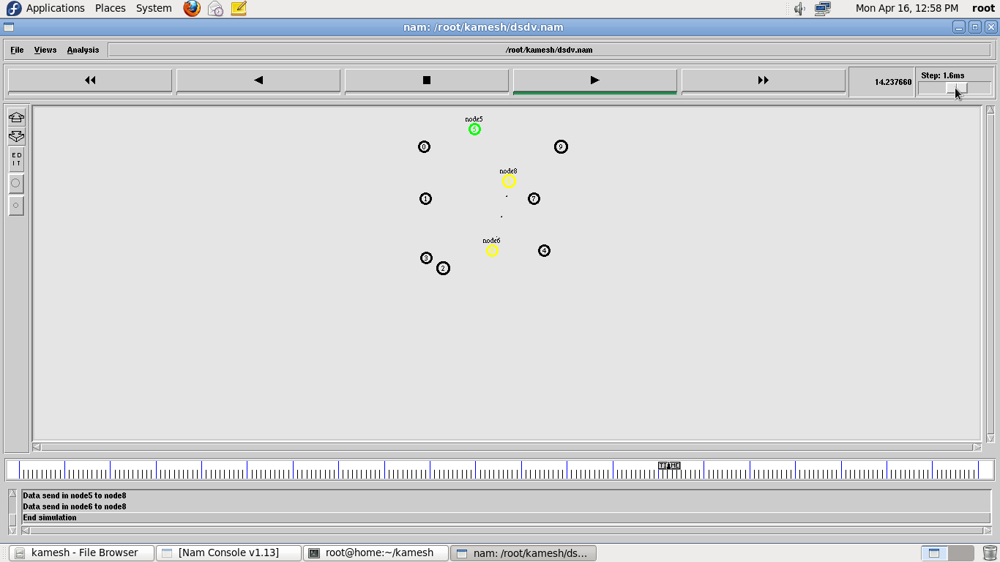 Applications Places System Mon Apr 16, 12:58 PM root
nam: /root/kamesh/dsdv.nam
File Views Analysis /root/kamesh/dsdv.nam
14.237660 Step: 1.6ms
node5
5
0 9
node8
1 7
node6
3 4
2
ED
IT
TIME
Data send in node5 to node8
Data send in node6 to node8
End simulation
kamesh - File Browser [Nam Console v1.13] root@home:~/kamesh nam: /root/kamesh/ds...